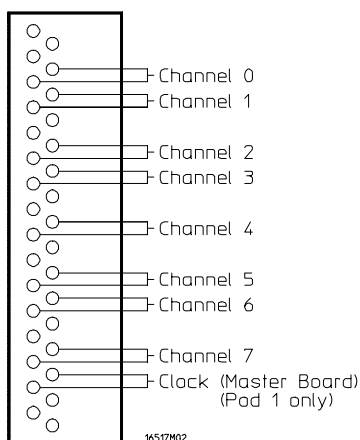 Channel 0
Channel 1
Channel 2
Channel 3
Channel 4
Channel 5
Channel 6
Channel 7
Clock (Master Board)
(Pod 1 only)
16517M02